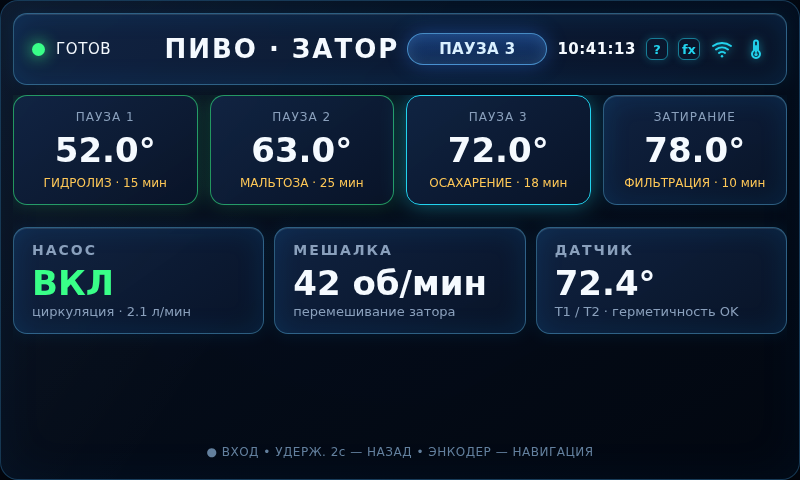 ГОТОВ
ПИВО · ЗАТОР
ПАУЗА 3
10:41:13
?
fx
ПАУЗА 1
52.0°
ГИДРОЛИЗ · 15 мин
ПАУЗА 2
63.0°
МАЛЬТОЗА · 25 мин
ПАУЗА 3
72.0°
ОСАХАРЕНИЕ · 18 мин
ЗАТИРАНИЕ
78.0°
ФИЛЬТРАЦИЯ · 10 мин
НАСОС
ВКЛ
циркуляция · 2.1 л/мин
МЕШАЛКА
42 об/мин
перемешивание затора
ДАТЧИК
72.4°
T1 / T2 · герметичность OK
● ВХОД • УДЕРЖ. 2с — НАЗАД • ЭНКОДЕР — НАВИГАЦИЯ